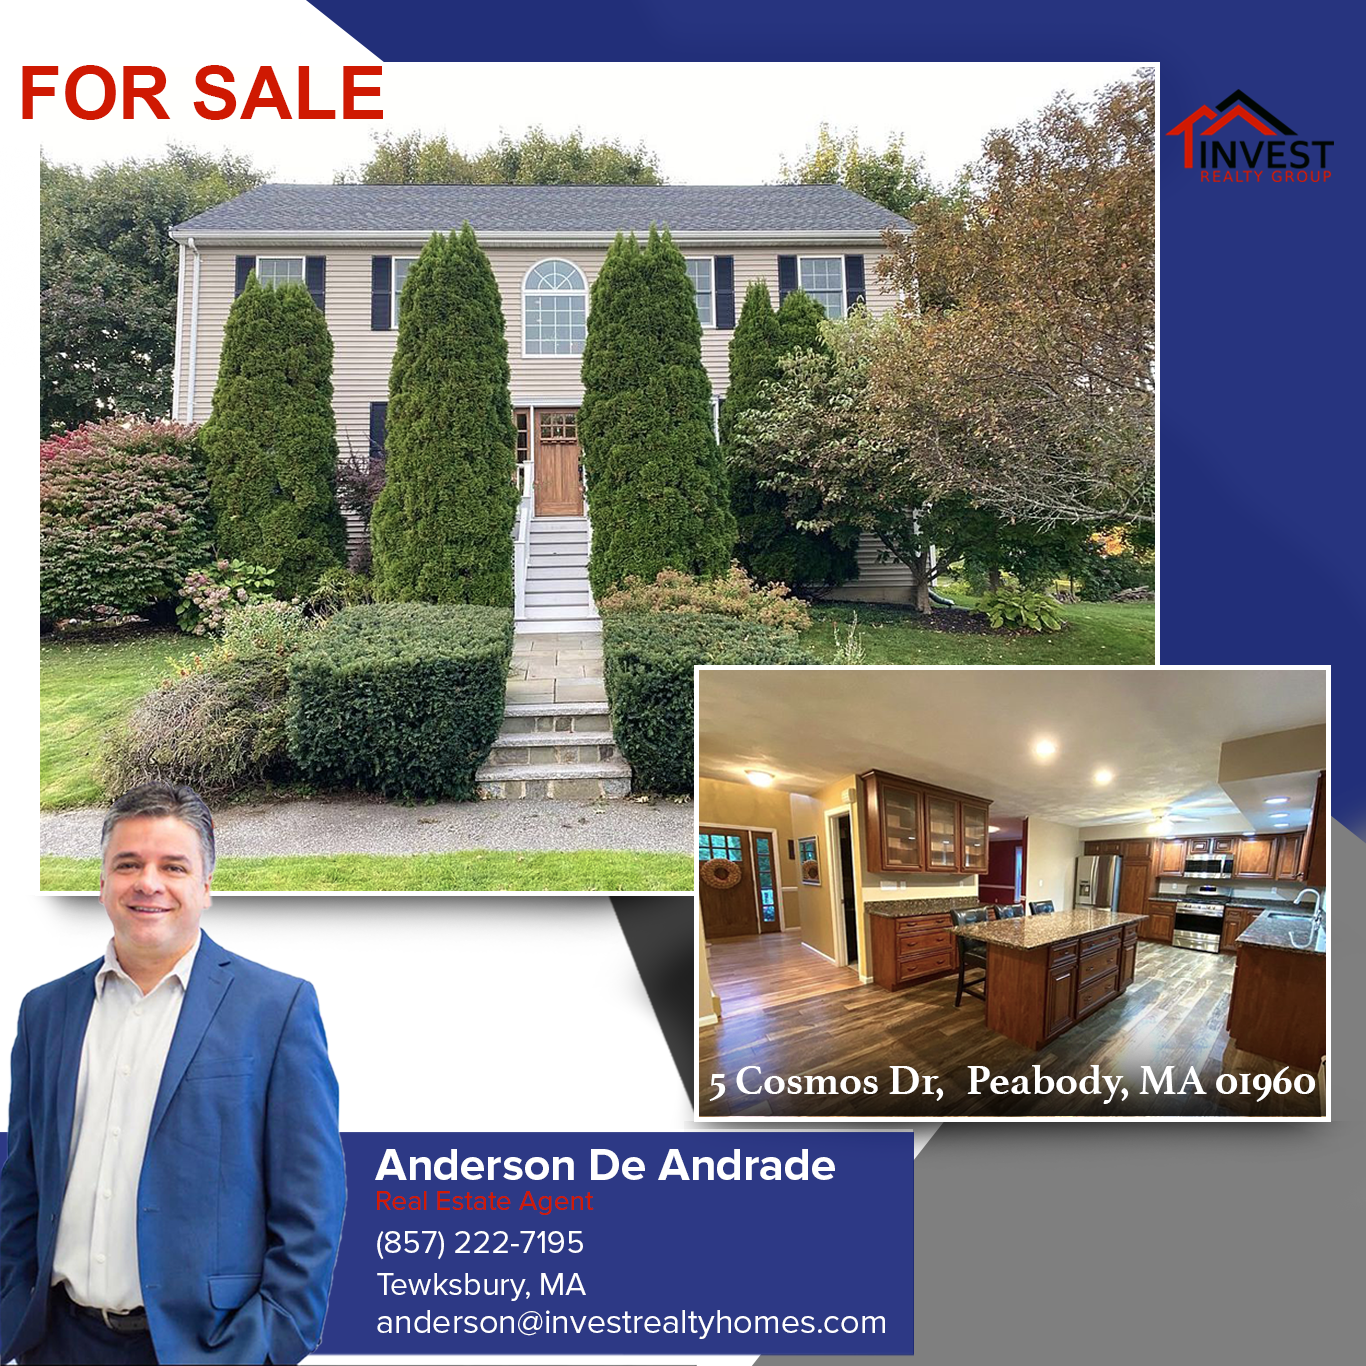 FOR SALE
INVEST
REALTY GROUP
5 Cosmos Dr, Peabody, MA 01960
Anderson De Andrade
Real Estate Agent
(857) 222-7195
Tewksbury, MA
anderson@investrealtyhomes.com